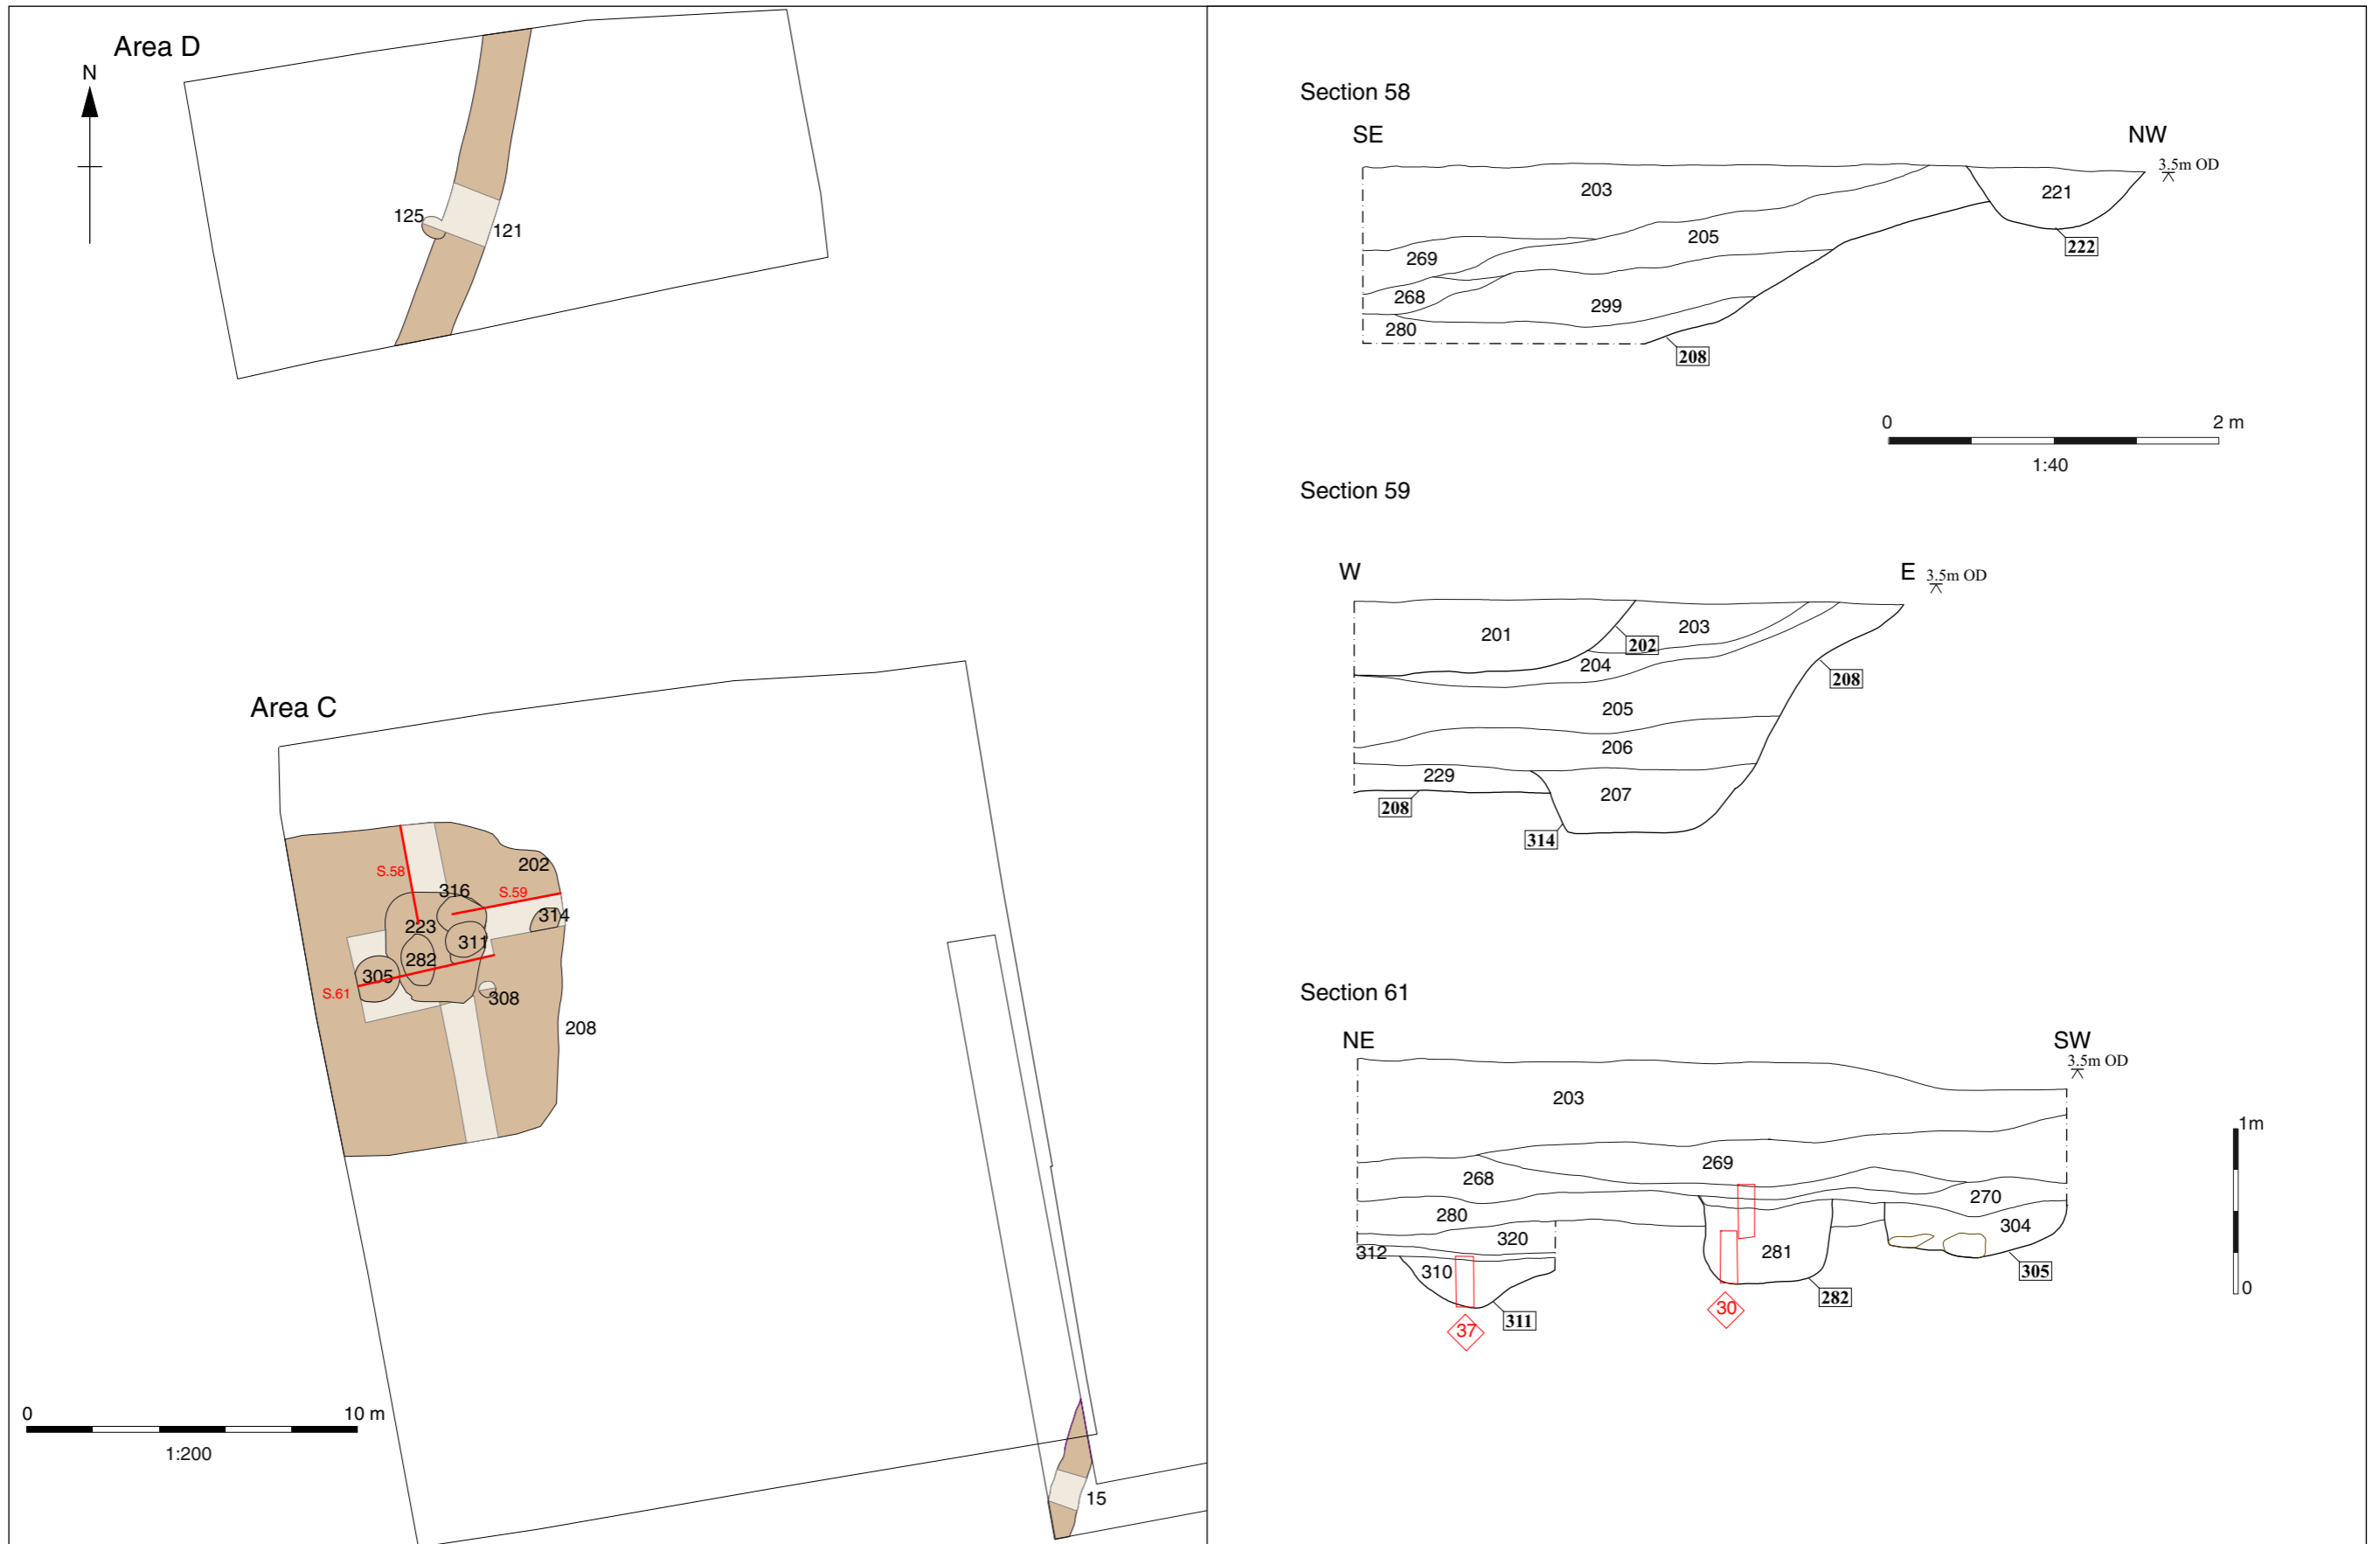 Area D
N
125
121
Area C
202
S.58
316
S.59
314
223
311
282
305
S.61
308
208
0 10 m
1:200
15
Section 58
SE NW
3.5m OD
203
221
205
222
269
268
299
280
208
0 2 m
1:40
Section 59
W E 3.5m OD
201
203
202
204
208
205
206
229
207
208
314
Section 61
NE SW
3.5m OD
203
1m
269
268
270
280
304
320
312
281
310
305
0
282
30
311
37